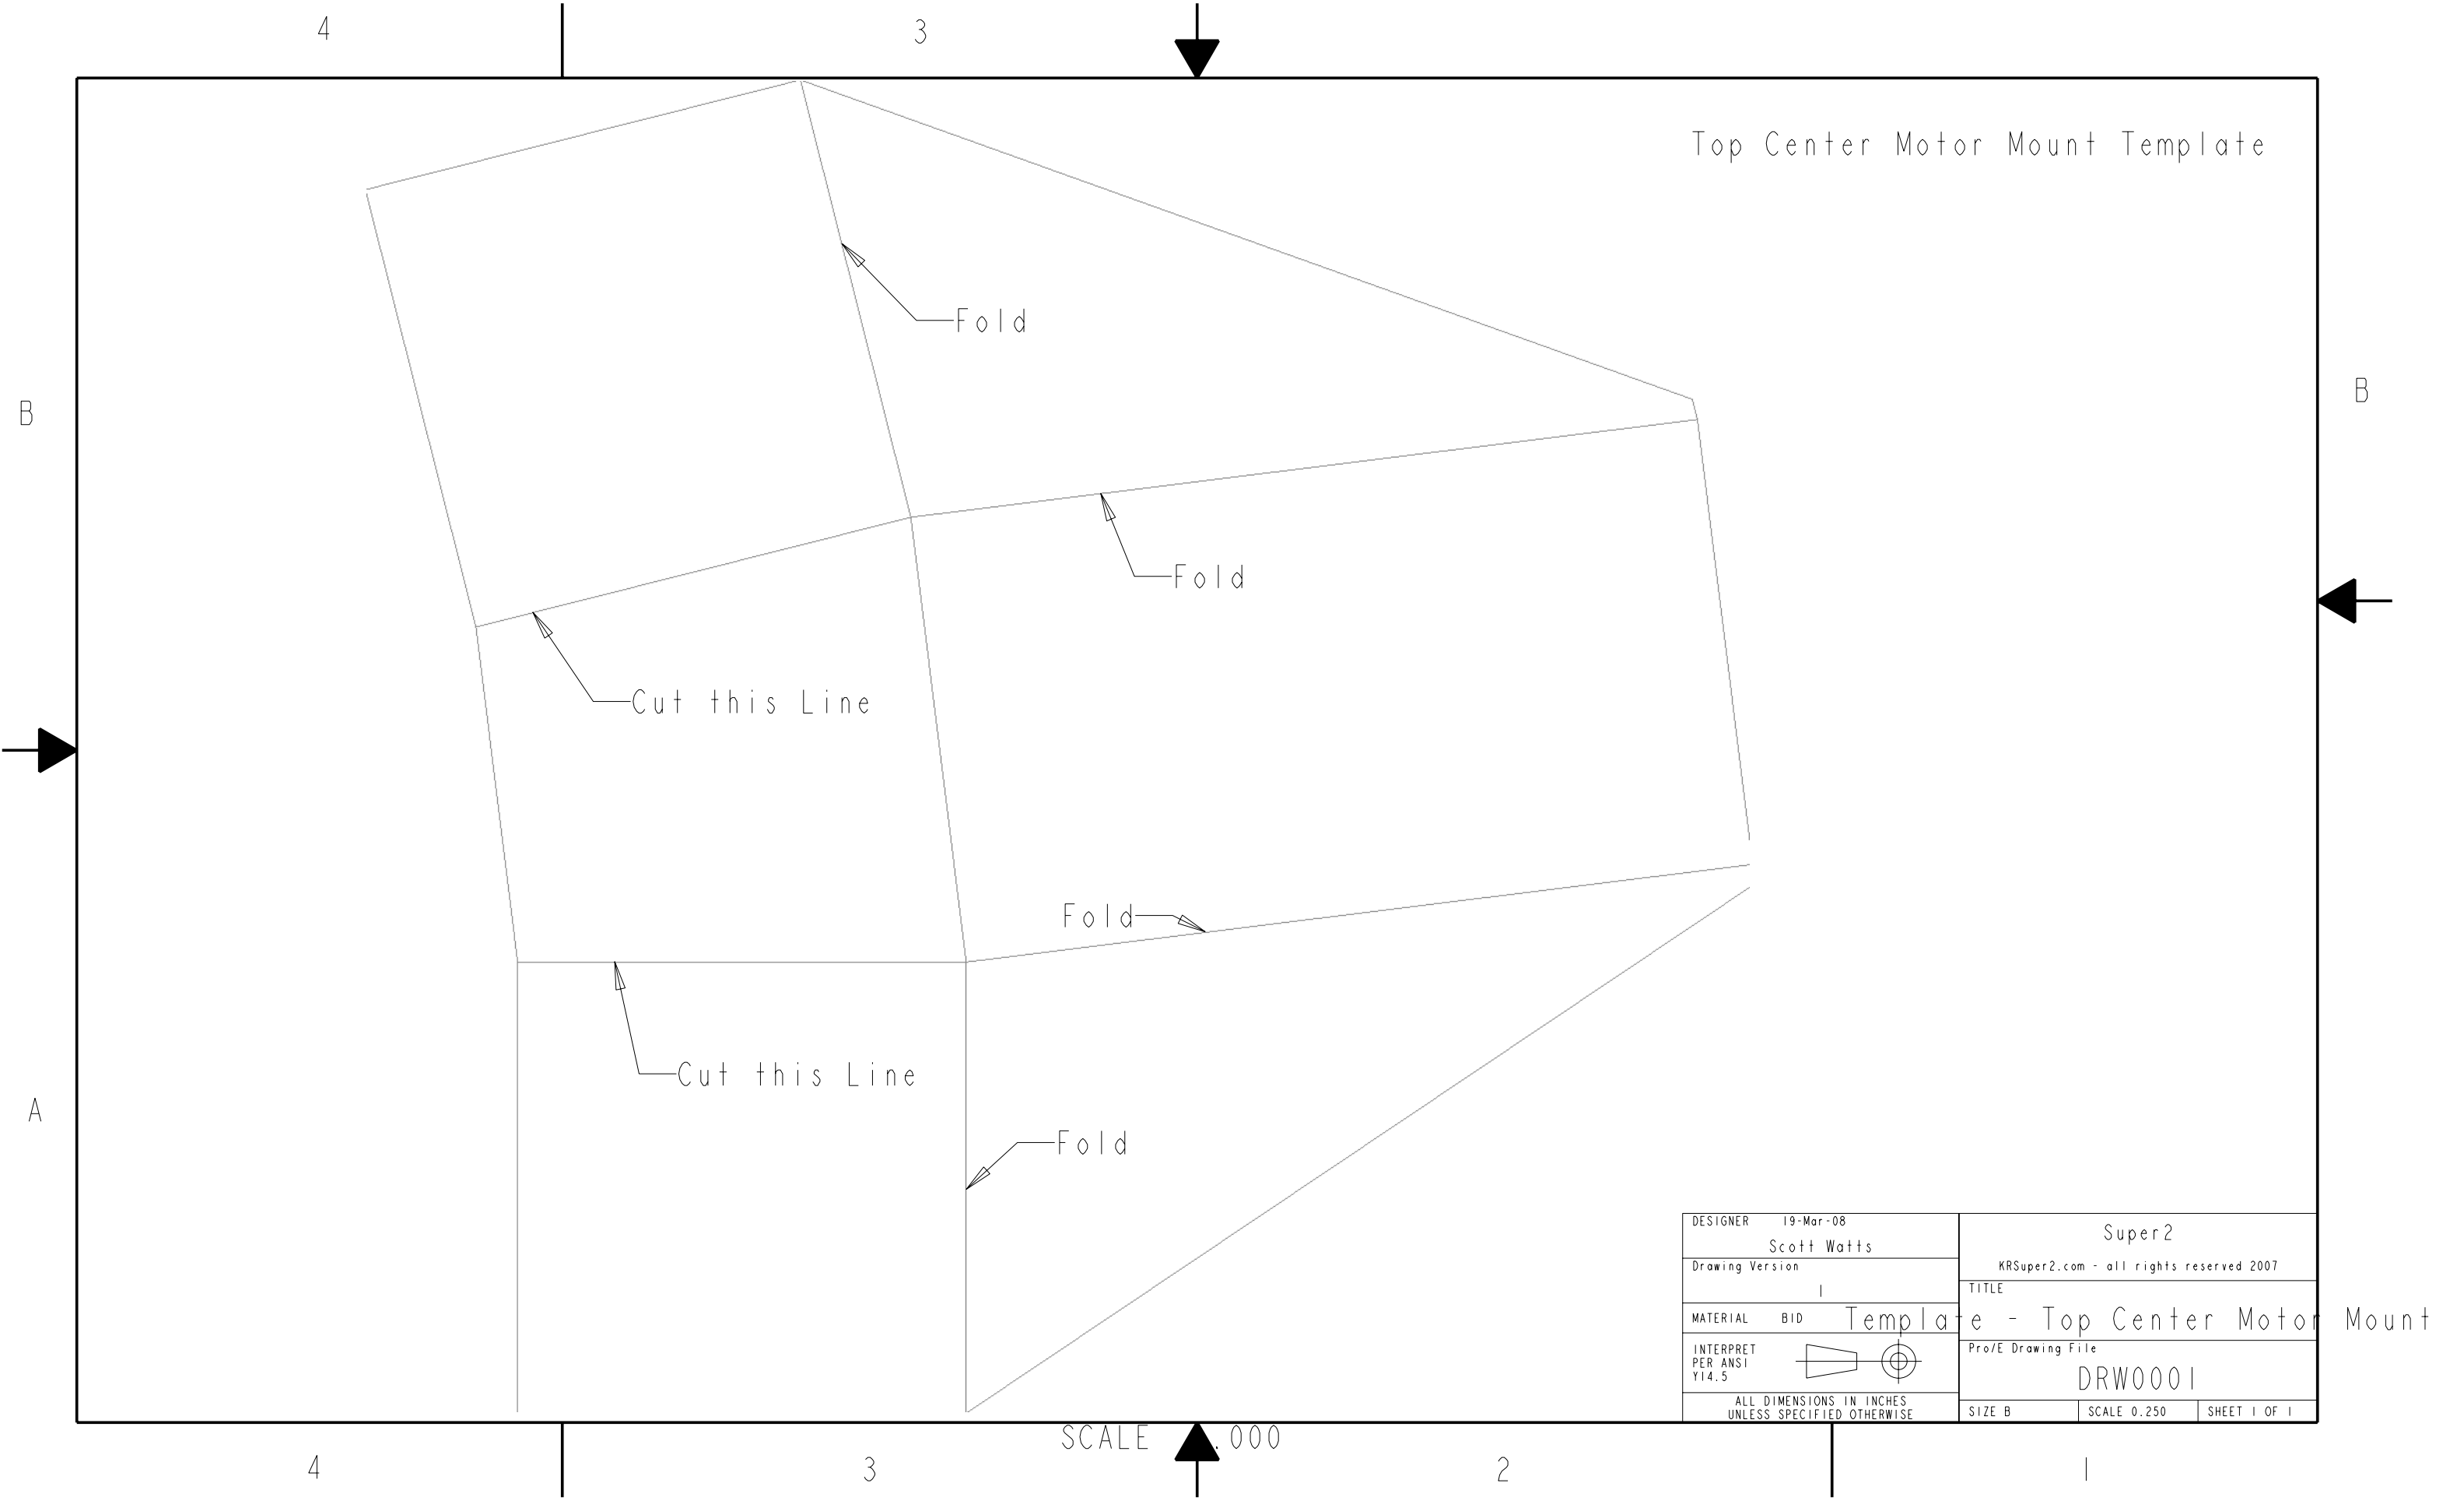 4 3
Top Center Motor Mount Template
Fold
B B
Fold
Cut this Line
Fold
Cut this Line
A
Fold
DESIGNER 19-Mar-08
Scott Watts
Drawing Version
1
MATERIAL BID
INTERPRET
PER ANSI
Y14.5
ALL DIMENSIONS IN INCHES
UNLESS SPECIFIED OTHERWISE
Super2
KRSuper2.com - all rights reserved 2007
TITLE
Template - Top Center Motor Mount
Pro/E Drawing File
DRW0001
SIZE B SCALE 0.250 SHEET 1 OF 1
SCALE .000
4 3 2 1